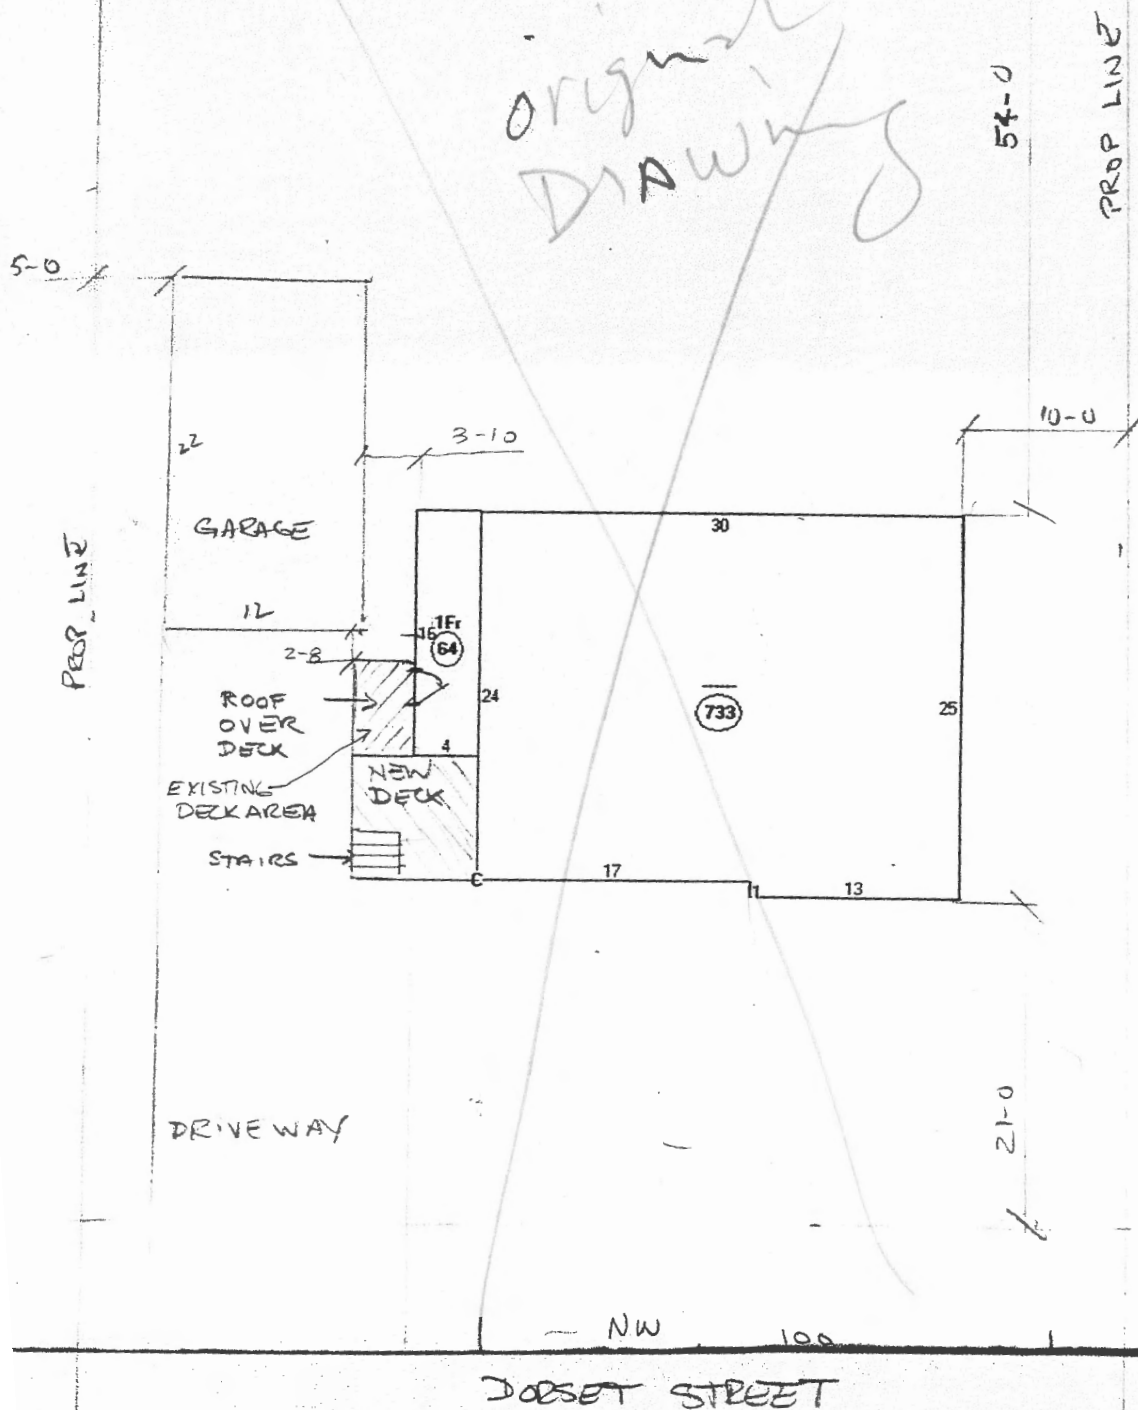 original
DrAwing
54-0
PROP LINE
5-0
10-0
3-10
22
30
GARAGE
PROP. LINE
12
1Fr
16
64
2-8
ROOF
OVER
DECK
24
733
25
4
EXISTING
DECK AREA
NEW
DECK
STAIRS
C
17
1
13
DRIVEWAY
21-0
NW
100
DORSET STREET